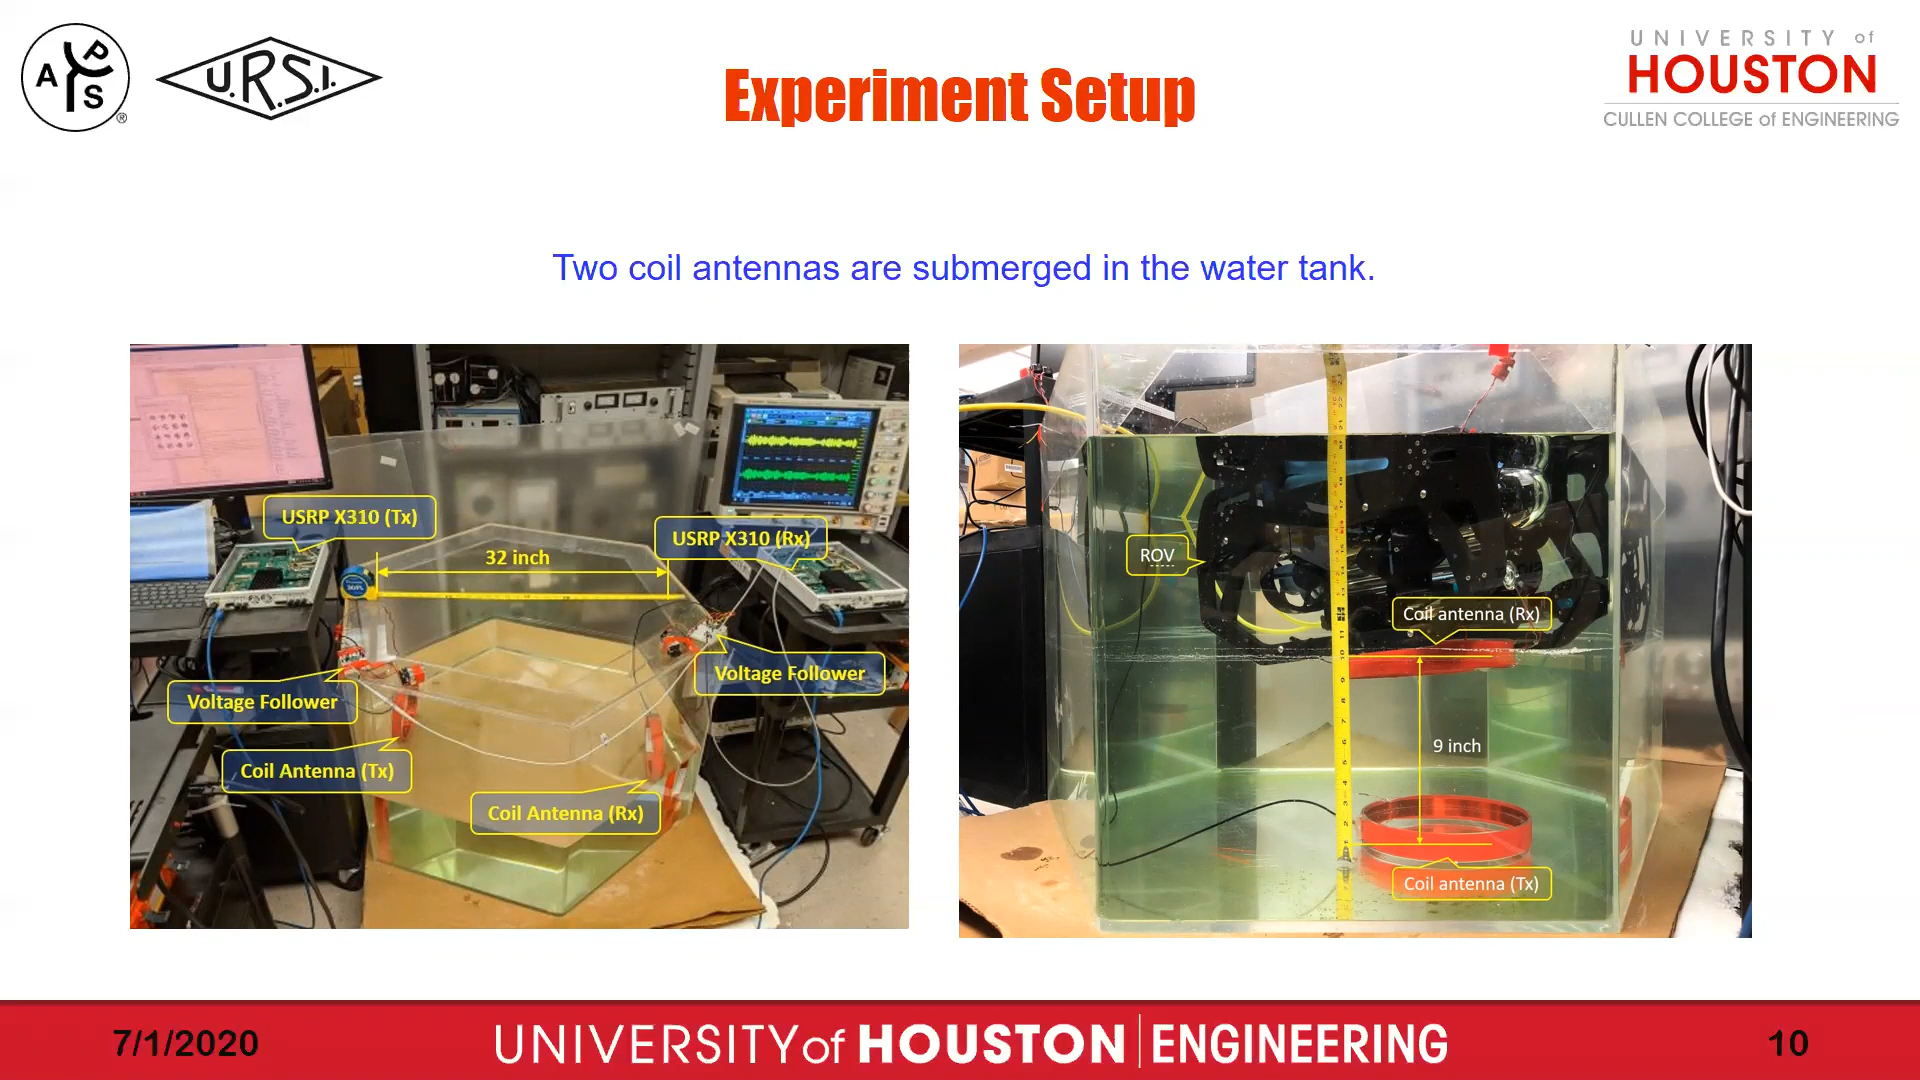 A P S
®
U.R.S.I.
Experiment Setup
UNIVERSITY of
HOUSTON
CULLEN COLLEGE of ENGINEERING
Two coil antennas are submerged in the water tank.
USRP X310 (Tx)
32 inch
USRP X310 (Rx)
Voltage Follower
Voltage Follower
Coil Antenna (Tx)
Coil Antenna (Rx)
ROV
Coil antenna (Rx)
9 inch
Coil antenna (Tx)
7/1/2020
UNIVERSITY of HOUSTON | ENGINEERING
10